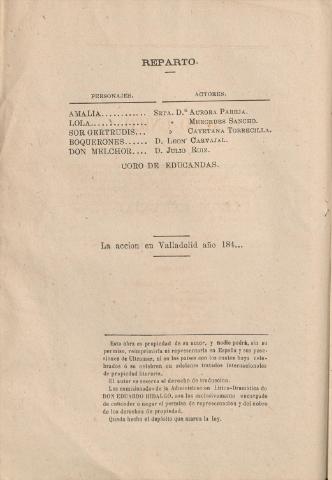 REPARTO.
PERSONAJES. ACTORES.
AMALIA............ SRTA. D.ª AURORA PAREJA.
LOLA.............. » MERCEDES SANCHO.
SOR GERTRUDIS... » CAYETANA TORRECILLA.
BOQUERONES...... D. LEON CARVAJAL.
DON MELCHOR.... D. JULIO RUIZ.
CORO DE EDUCANDAS.
La accion en Valladolid año 184...
Esta obra es propiedad de su autor, y nadie podrá, sin su
permiso, reimprimirla ni representarla en España y sus pose-
siones de Ultramar, ni en los países con los cuales haya cele-
brados ó se celebren en adelante tratados internacionales
de propiedad literaria.
El autor se reserva el derecho de traduccion.
Los comisionados de la Administracion Lírico-Dramática de
DON EDUARDO HIDALGO, son los exclusivamente encargado
de conceder ó negar el permiso de representacion y del cobro
de los derechos de propiedad.
Queda hecho el depósito que marca la ley.